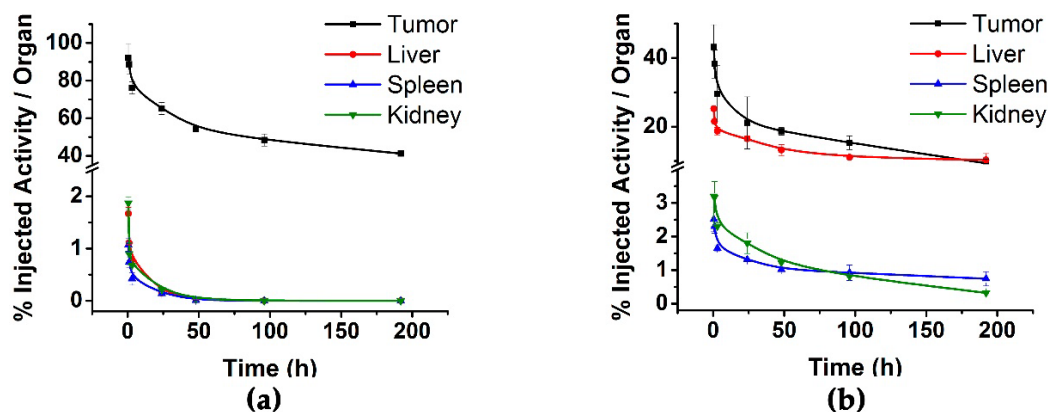 % Injected Activity / Organ
100
80
60
40
2
1
0
0 50 100 150 200
Time (h)
Tumor
Liver
Spleen
Kidney
(a)
% Injected Activity / Organ
40
20
3
2
1
0
0 50 100 150 200
Time (h)
Tumor
Liver
Spleen
Kidney
(b)